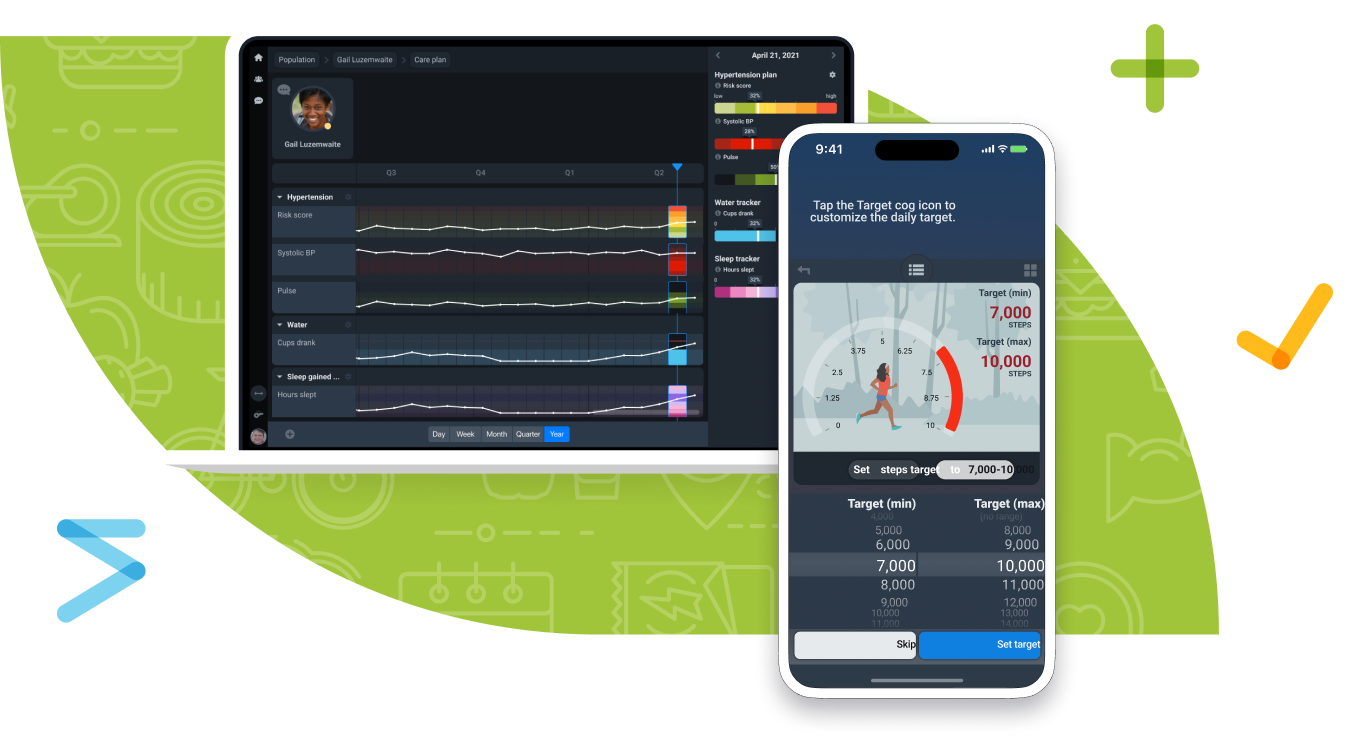 Population > Gail Luzemwaite > Care plan
Gail Luzemwaite
Q3 Q4 Q1 Q2
Hypertension
Risk score
Systolic BP
Pulse
Water
Cups drank
Sleep gained ...
Hours slept
Day Week Month Quarter Year
April 21, 2021
Hypertension plan
Risk score
low 32% high
Systolic BP
28%
Pulse
Water tracker
Cups drank
0 32%
Sleep tracker
Hours slept
0 32%
9:41
Tap the Target cog icon to
customize the daily target.
Target (min)
7,000
STEPS
Target (max)
10,000
STEPS
0
1.25
2.5
3.75
5
6.25
7.5
8.75
10
Set steps target to 7,000-10,000
Target (min) Target (max)
4,000 (no range)
5,000 8,000
6,000 9,000
7,000 10,000
8,000 11,000
9,000 12,000
10,000 13,000
11,000 14,000
Skip Set target